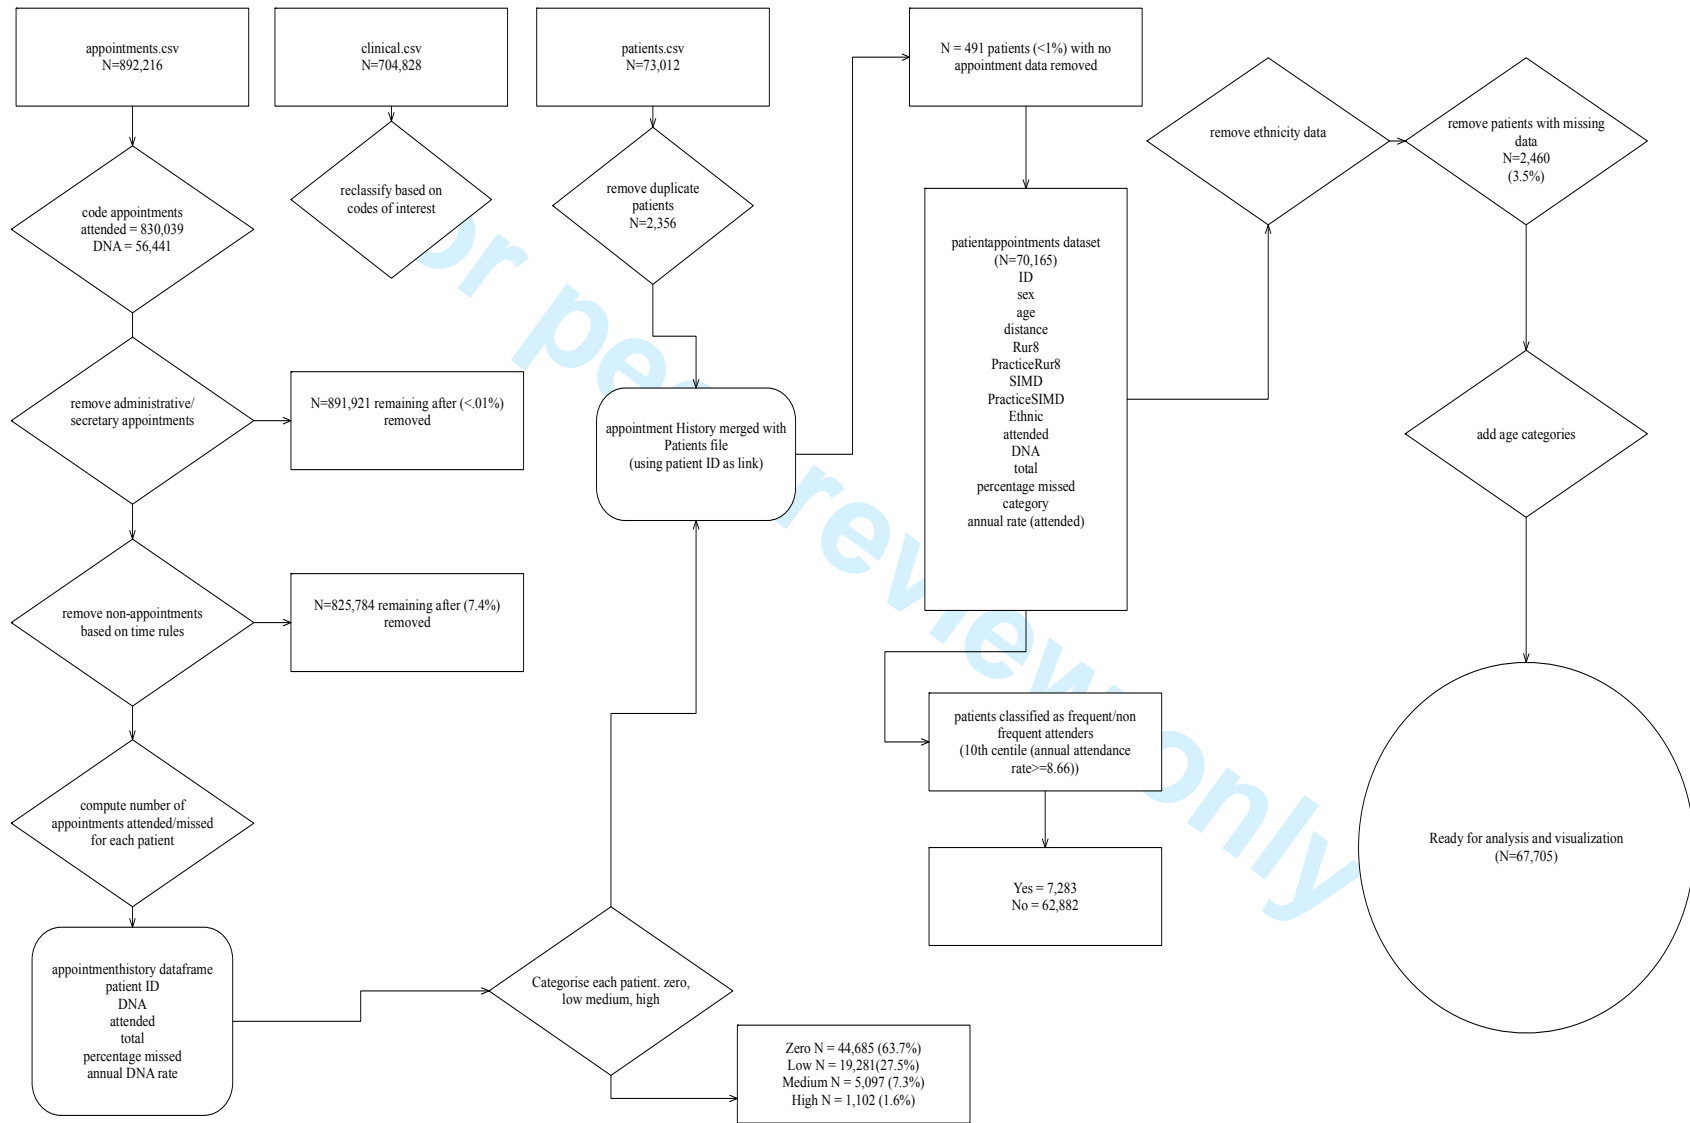 appointments.csv
N=892,216
clinical.csv
N=704,828
patients.csv
N=73,012
N = 491 patients (<1%) with no
appointment data removed
code appointments
attended = 830,039
DNA = 56,441
reclassify based on
codes of interest
remove duplicate
patients
N=2,356
remove ethnicity data
remove patients with missing
data
N=2,460
(3.5%)
patientappointments dataset
(N=70,165)
ID
sex
age
distance
Rur8
PracticeRur8
SIMD
PracticeSIMD
Ethnic
attended
DNA
total
percentage missed
category
annual rate (attended)
remove administrative/
secretary appointments
N=891,921 remaining after (<.01%)
removed
appointment History merged with
Patients file
(using patient ID as link)
add age categories
remove non-appointments
based on time rules
N=825,784 remaining after (7.4%)
removed
patients classified as frequent/non
frequent attenders
(10th centile (annual attendance
rate>=8.66))
compute number of
appointments attended/missed
for each patient
Yes = 7,283
No = 62,882
Ready for analysis and visualization
(N=67,705)
appointmenthistory dataframe
patient ID
DNA
attended
total
percentage missed
annual DNA rate
Categorise each patient. zero,
low medium, high
Zero N = 44,685 (63.7%)
Low N = 19,281(27.5%)
Medium N = 5,097 (7.3%)
High N = 1,102 (1.6%)
For peer review only